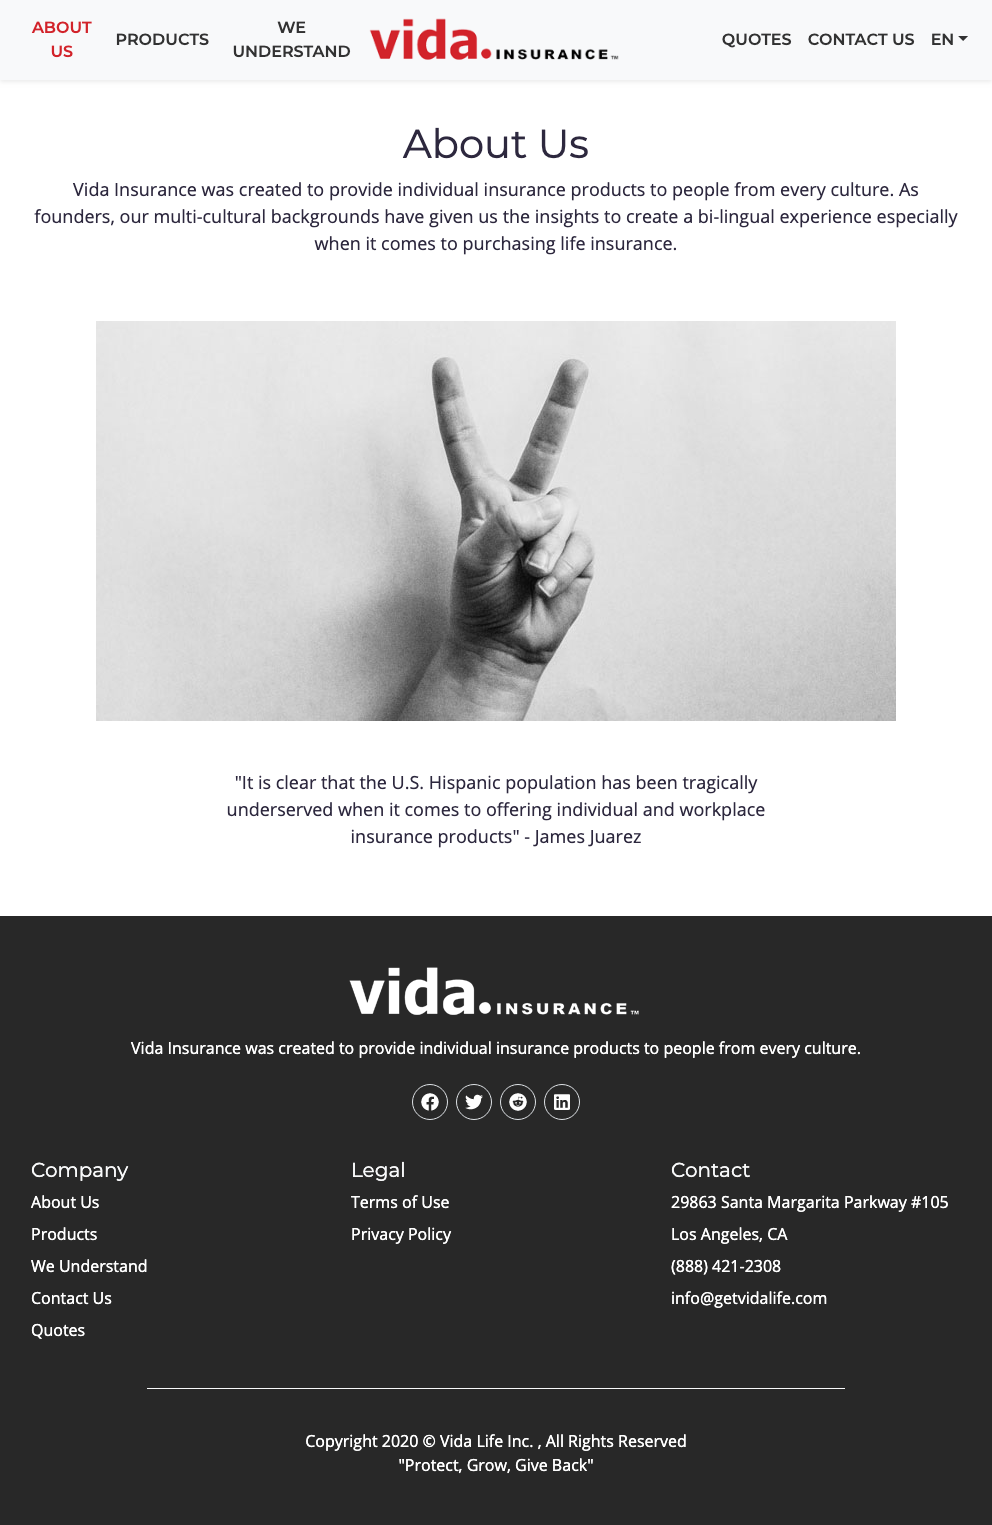 ABOUT
US
PRODUCTS
WE
UNDERSTAND
vida.INSURANCE™
QUOTES
CONTACT US
EN
About Us
Vida Insurance was created to provide individual insurance products to people from every culture. As
founders, our multi-cultural backgrounds have given us the insights to create a bi-lingual experience especially
when it comes to purchasing life insurance.
"It is clear that the U.S. Hispanic population has been tragically
underserved when it comes to offering individual and workplace
insurance products" - James Juarez
vida.INSURANCE™
Vida Insurance was created to provide individual insurance products to people from every culture.
Company
About Us
Products
We Understand
Contact Us
Quotes
Legal
Terms of Use
Privacy Policy
Contact
29863 Santa Margarita Parkway #105
Los Angeles, CA
(888) 421-2308
info@getvidalife.com
Copyright 2020 © Vida Life Inc. , All Rights Reserved
"Protect, Grow, Give Back"